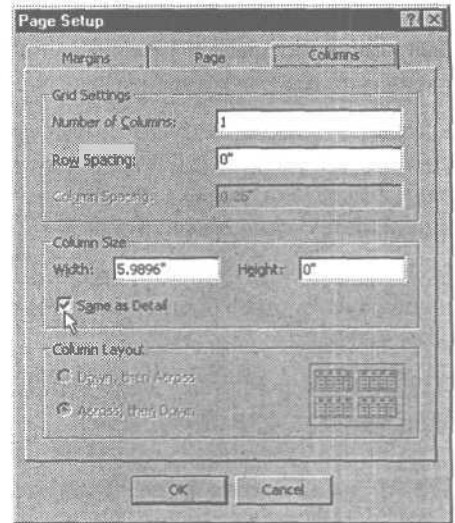 Page Setup
Margins Page Columns
Grid Settings
Number of Columns: 1
Row Spacing: 0"
Column Spacing: 0.25"
Column Size
Width: 5.9896" Height: 0"
Same as Detail
Column Layout
Down, then Across
Across, then Down
OK Cancel